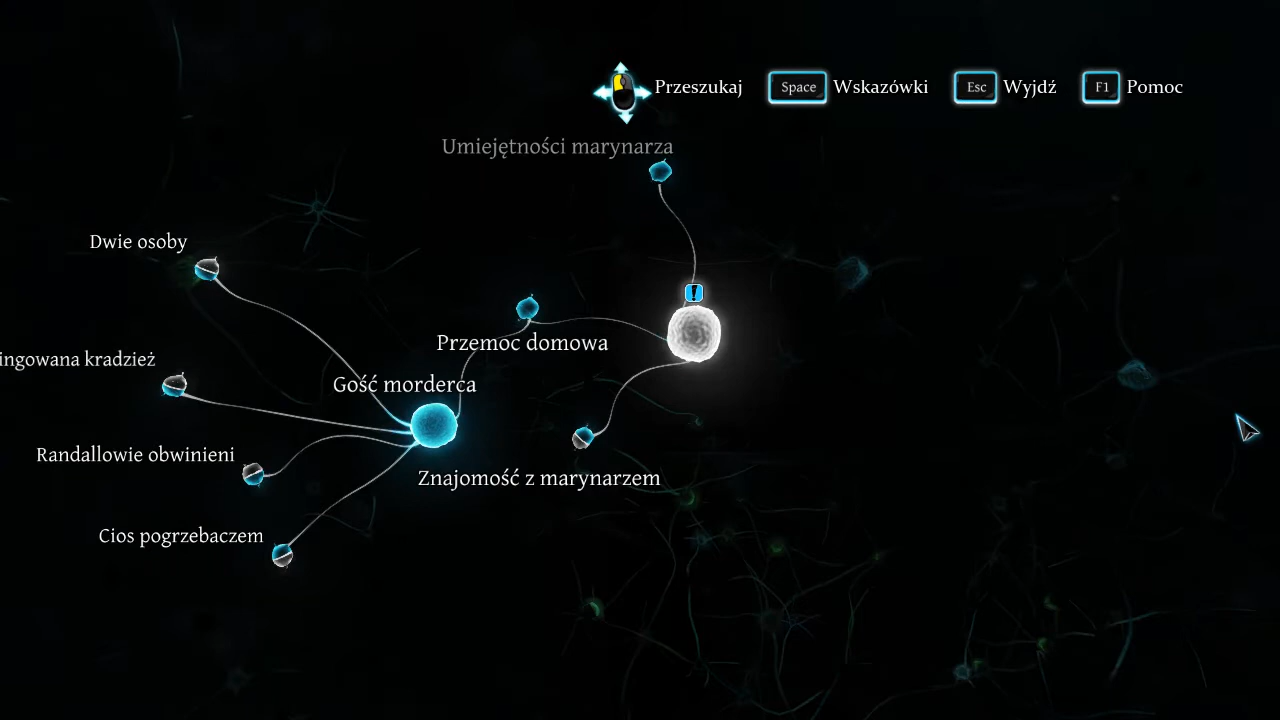 Przeszukaj
Space Wskazówki
Esc Wyjdź
F1 Pomoc
Umiejętności marynarza
Dwie osoby
Przemoc domowa
ingowana kradzież
Gość morderca
Randallowie obwinieni
Znajomość z marynarzem
Cios pogrzebaczem